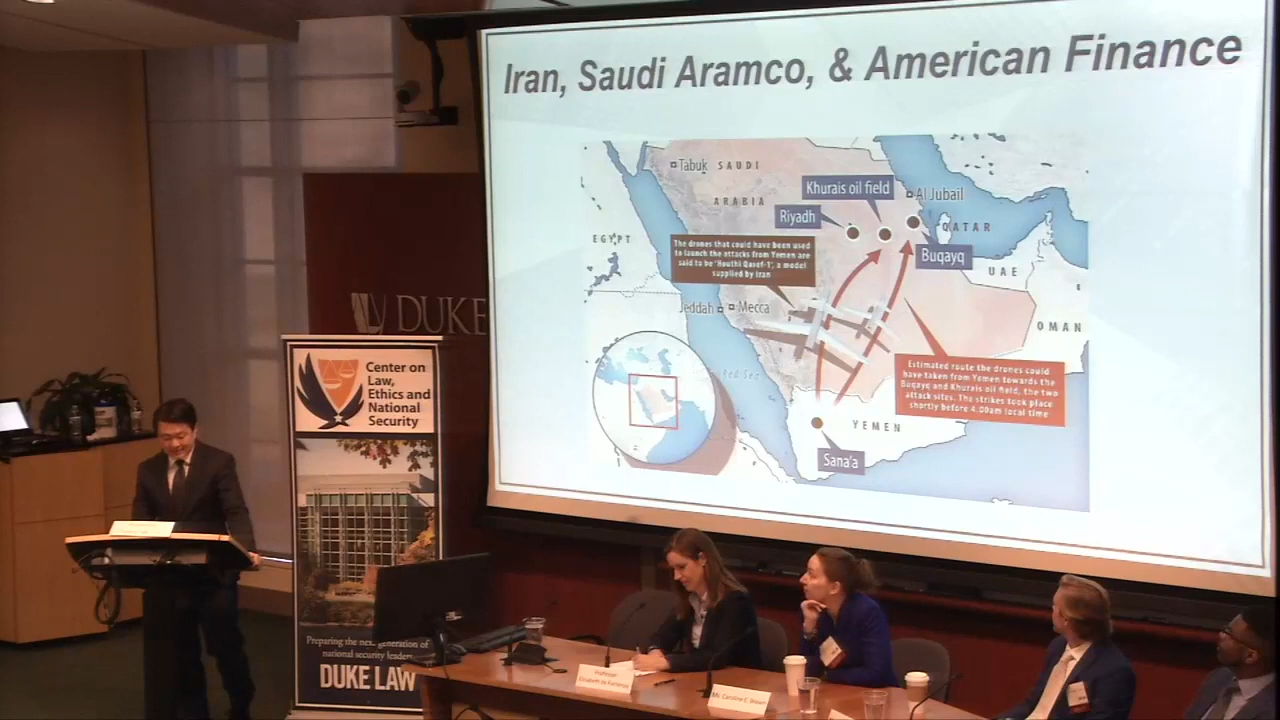 Iran, Saudi Aramco, & American Finance
Tabuk
SAUDI
ARABIA
Khurais oil field
Al Jubail
Riyadh
QATAR
EGYPT
Buqayq
The drones that could have been used
to launch the attacks from Yemen are
said to be 'Houthi Qasef-1', a model
supplied by Iran
UAE
Jeddah
Mecca
OMAN
Red Sea
Estimated route the drones could
have taken from Yemen towards the
Buqayq and Khurais oil field, the two
attack sites. The strikes took place
shortly before 4.00am local time
YEMEN
Sana'a
DUKE
Center on
Law,
Ethics and
National
Security
Preparing the next generation of
national security leade
DUKE LAW
Professor
Ms. Caroline